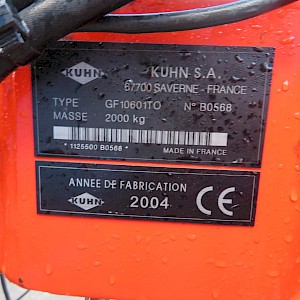 KUHN KUHN S.A.
67700 SAVERNE - FRANCE
TYPE GF10601TO N° B0568
MASSE 2000 kg
* 1125500 B0568 * MADE IN FRANCE
ANNEE DE FABRICATION
KUHN 2004 CE